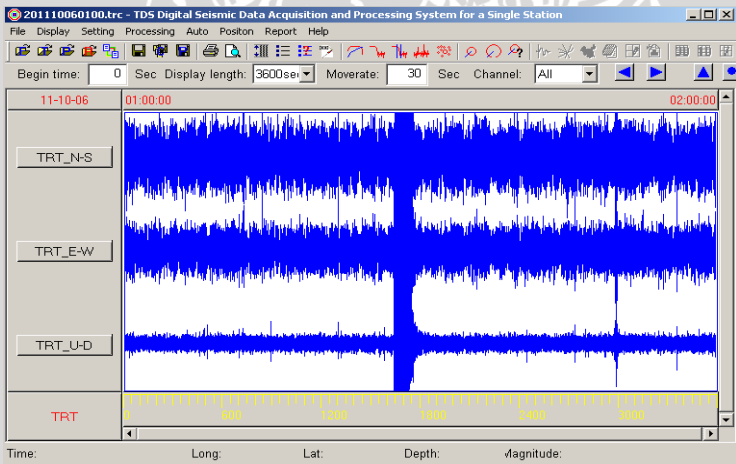 201110060100.trc - TDS Digital Seismic Data Acquisition and Processing System for a Single Station
File Display Setting Processing Auto Positon Report Help
Begin time: 0 Sec Display length: 3600sec Moverate: 30 Sec Channel: All
11-10-06 01:00:00 02:00:00
TRT_N-S
TRT_E-W
TRT_U-D
TRT 0 600 1200 1800 2400 3000
Time: Long: Lat: Depth: Magnitude: